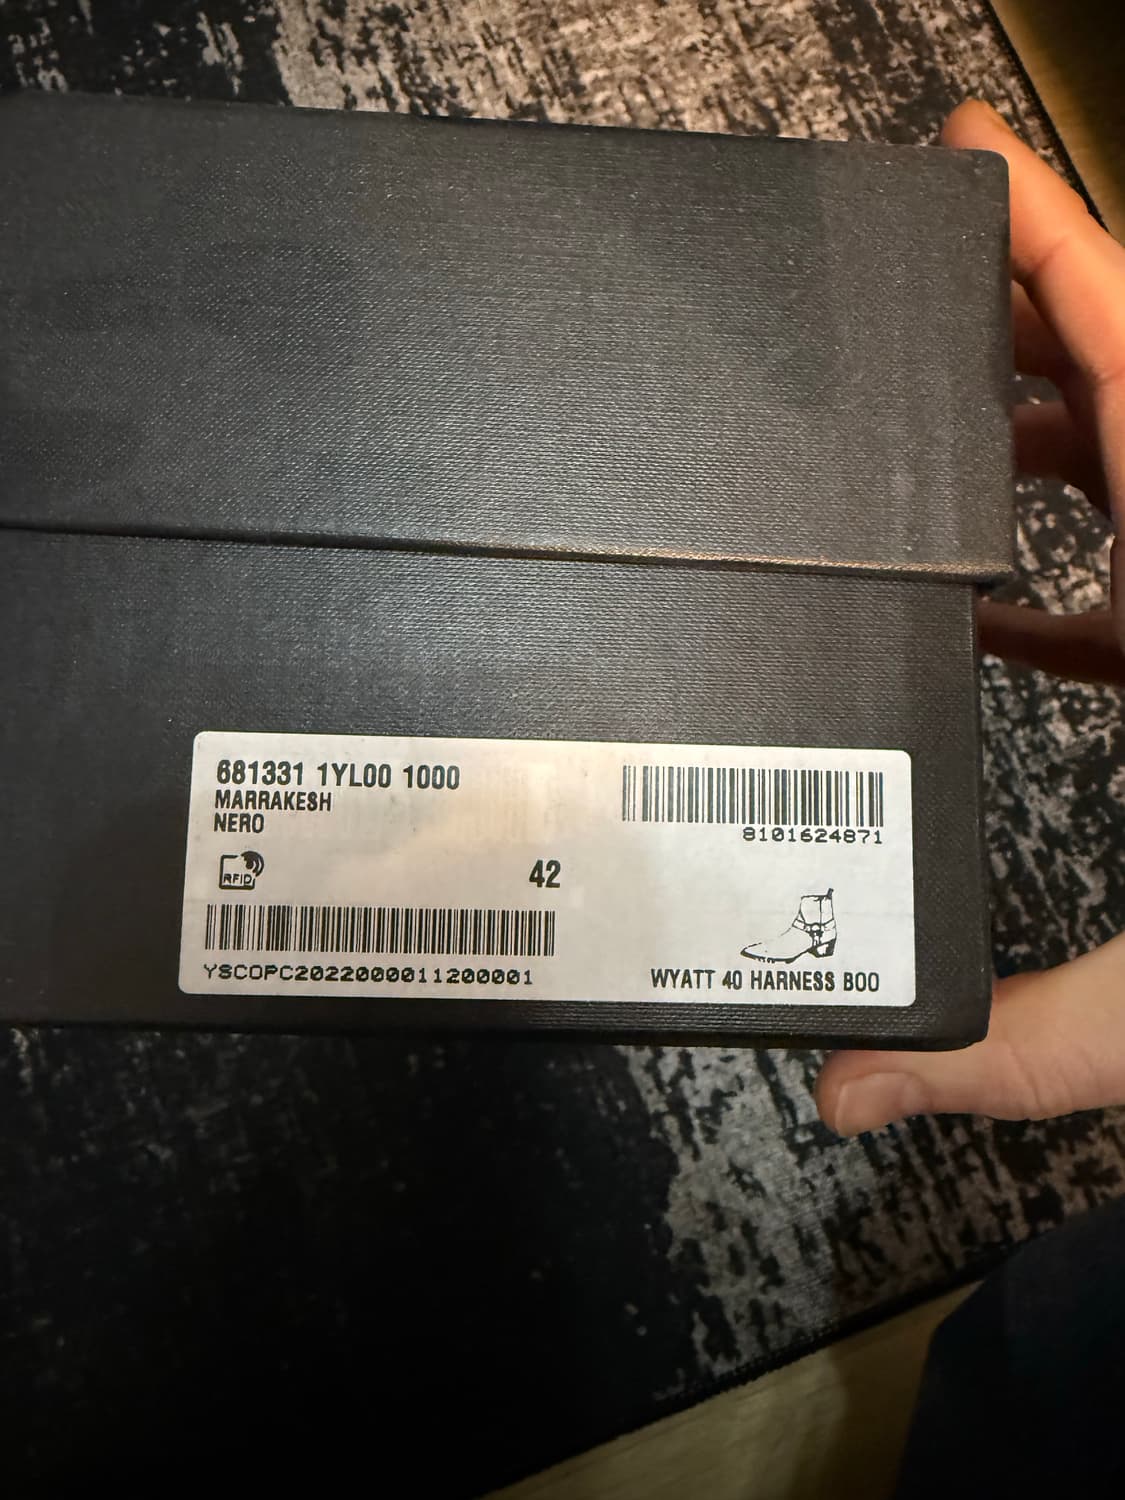 681331 1YL00 1000
MARRAKESH
NERO
8101624871
RFID
42
YSCOPC2022000011200001
WYATT 40 HARNESS BOO